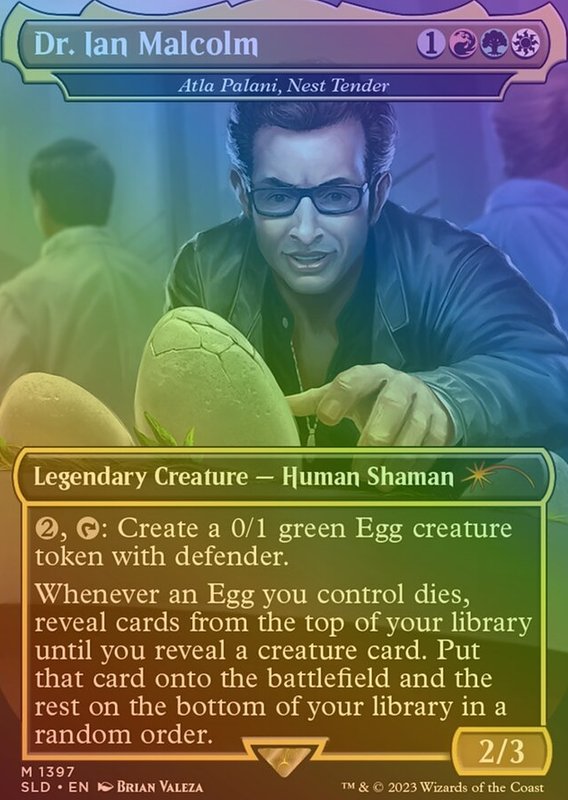 Dr. Ian Malcolm 1
Atla Palani, Nest Tender
Legendary Creature — Human Shaman
2, : Create a 0/1 green Egg creature
token with defender.
Whenever an Egg you control dies,
reveal cards from the top of your library
until you reveal a creature card. Put
that card onto the battlefield and the
rest on the bottom of your library in a
random order.
2/3
M 1397
SLD • EN Brian Valeza
™ & © 2023 Wizards of the Coast